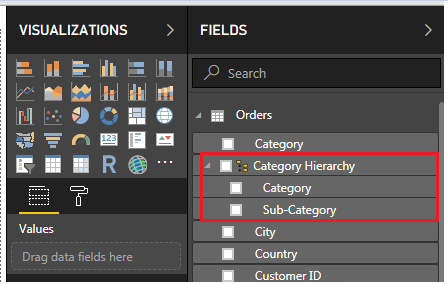 VISUALIZATIONS
FIELDS
Search
Orders
Category
Category Hierarchy
Category
Sub-Category
City
Country
Customer ID
123
R
Values
Drag data fields here